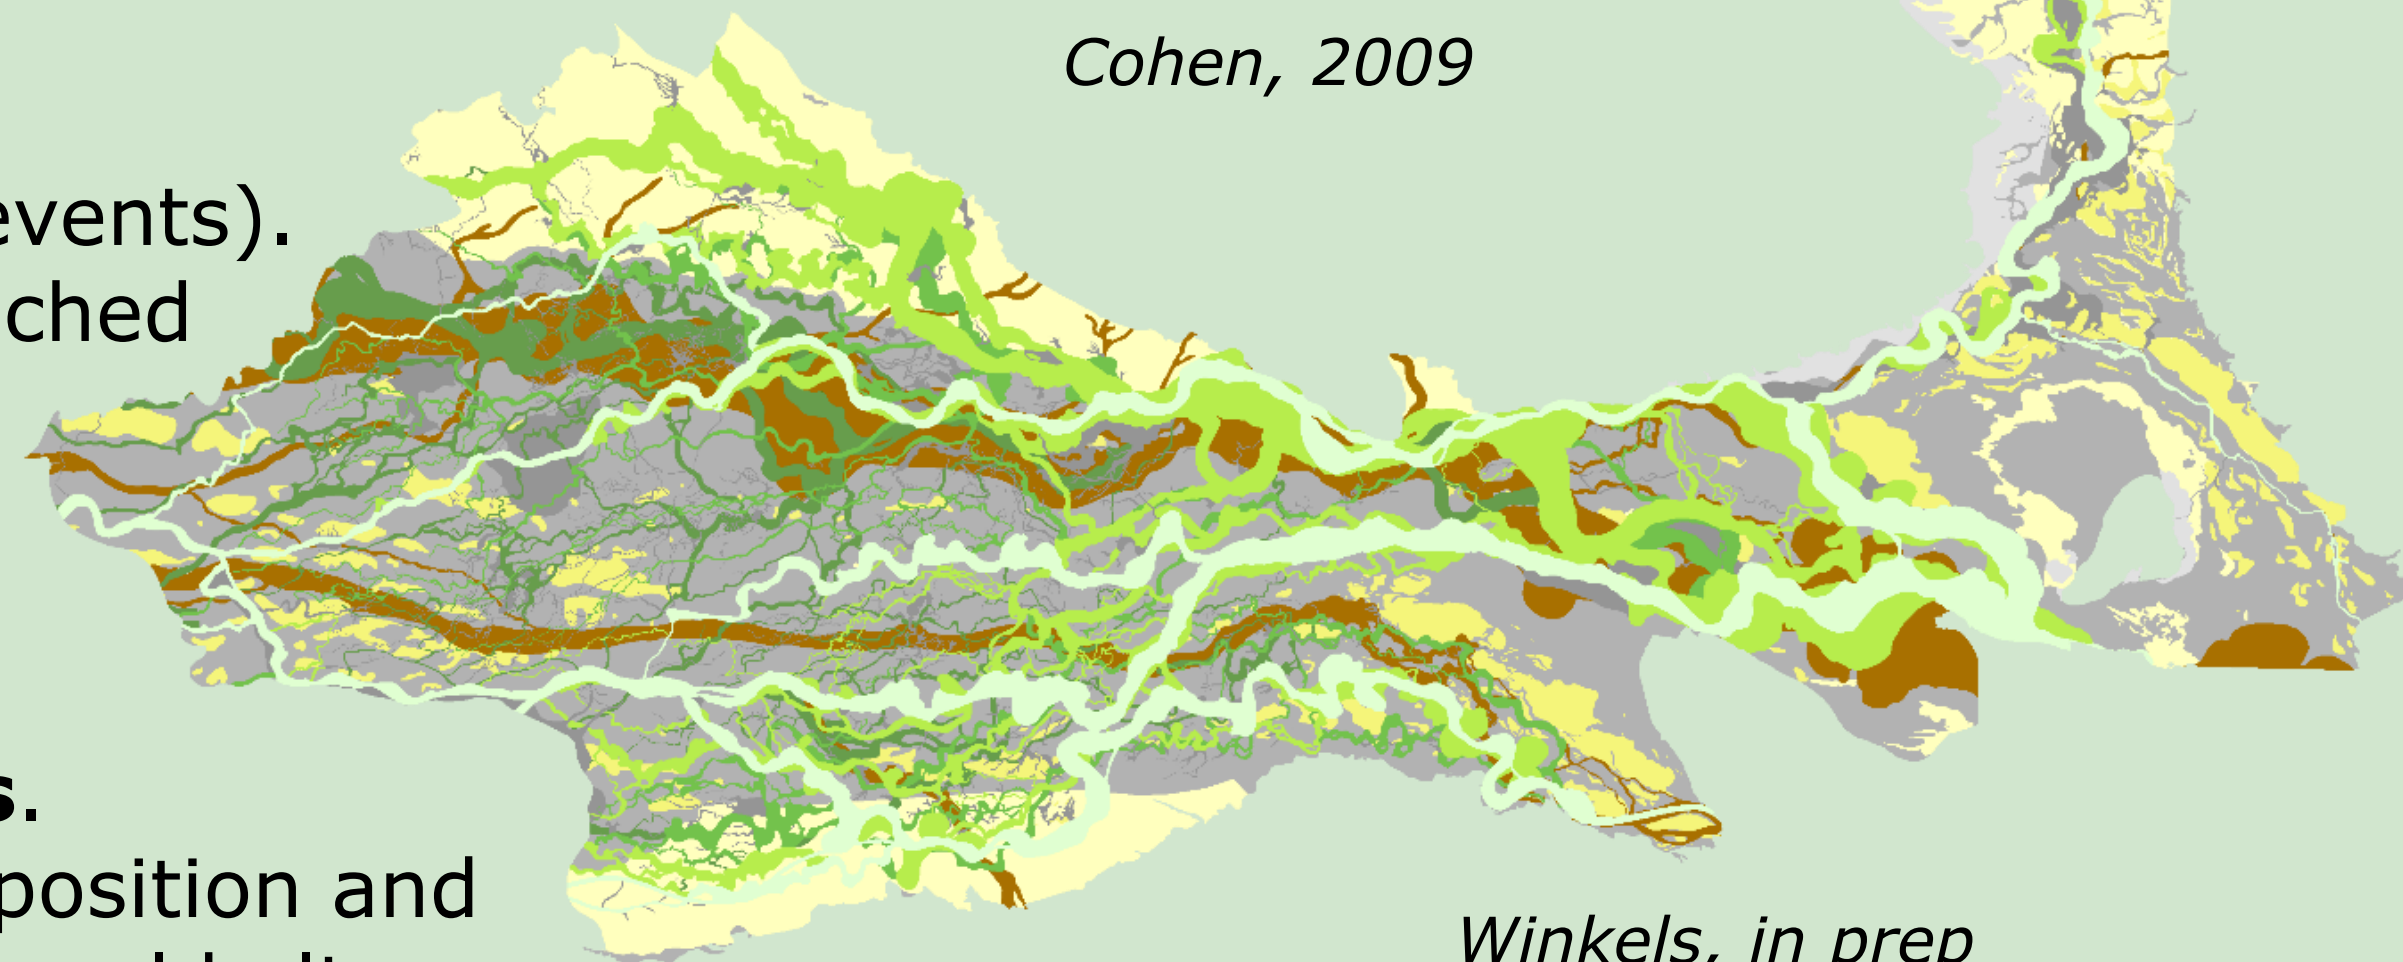 Cohen, 2009
events).
ched
s.
position and
Winkels, in prep